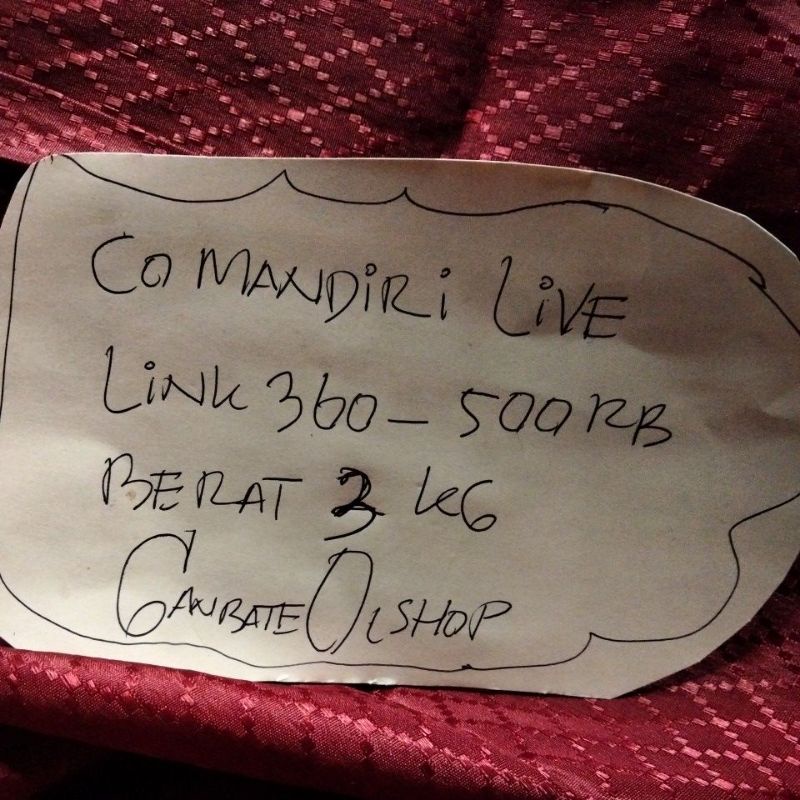 CO MANDiRi LiVE
LiNK 360 - 500 RB
BERAT 3 KG
GANBATE OLSHOP